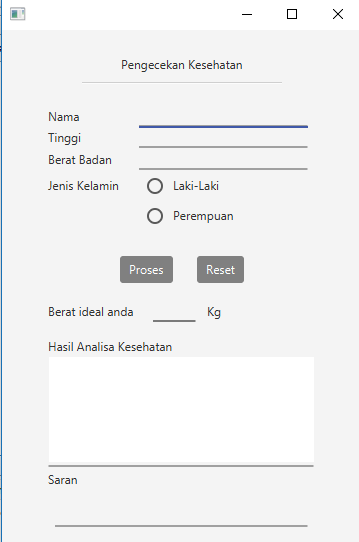 Pengecekan Kesehatan
Nama
Tinggi
Berat Badan
Jenis Kelamin Laki-Laki
Perempuan
Proses Reset
Berat ideal anda Kg
Hasil Analisa Kesehatan
Saran